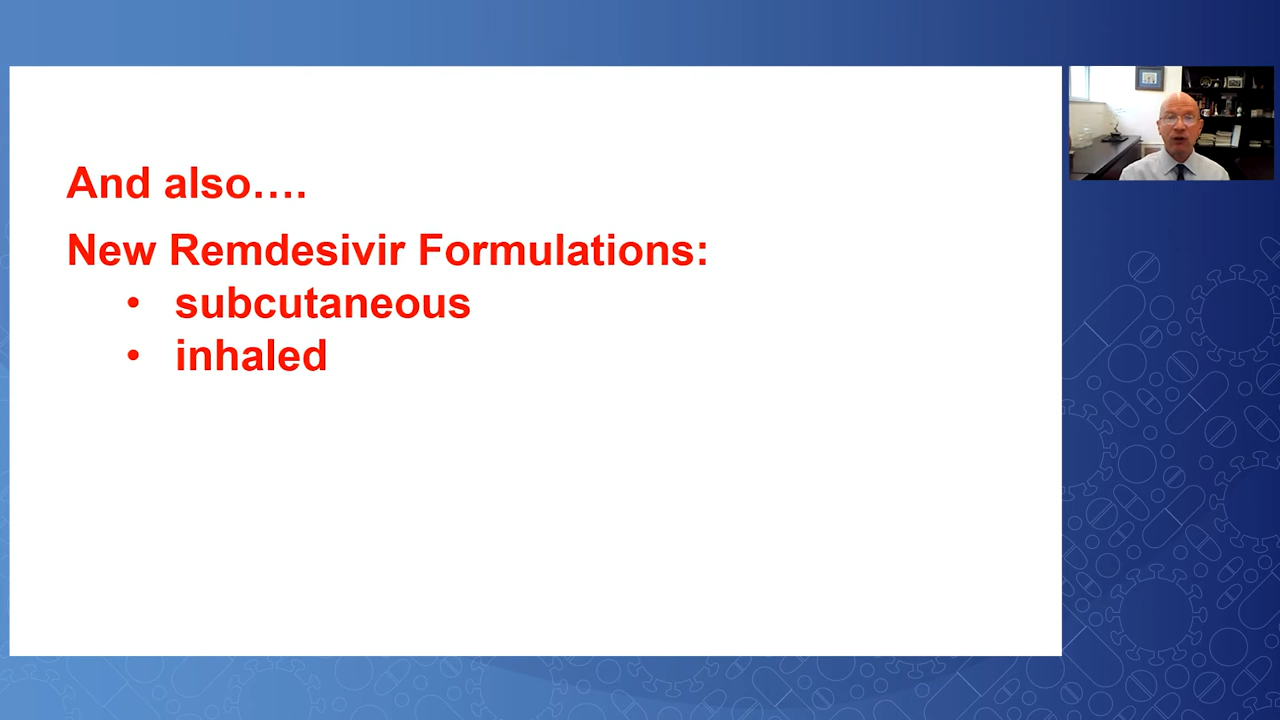 And also….
New Remdesivir Formulations:
• subcutaneous
• inhaled